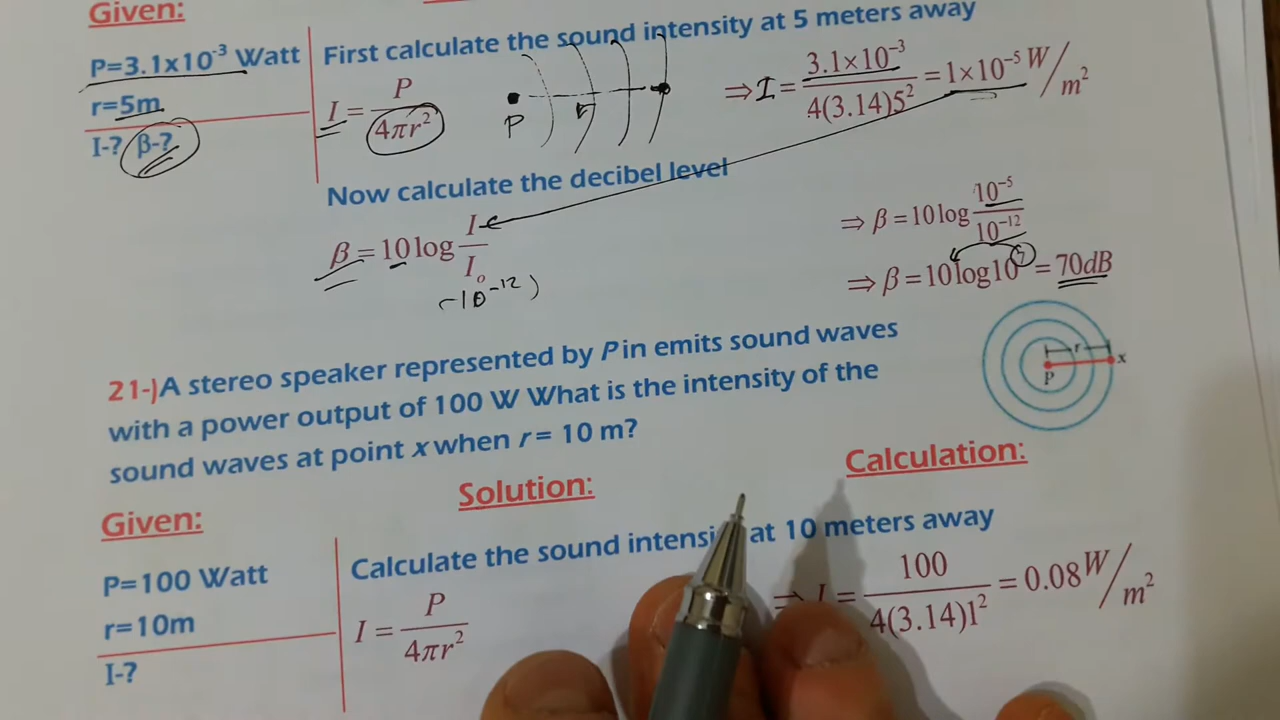 Given:
P=3.1x10⁻³ Watt
r=5m
I-? β-?
First calculate the sound intensity at 5 meters away
I = P / 4πr²
P
⇒ I = 3.1×10⁻³ / 4(3.14)5² = 1×10⁻⁵ W/m²
Now calculate the decibel level
β = 10 log I / I₀
(10⁻¹²)
⇒ β = 10 log 10⁻⁵ / 10⁻¹²
⇒ β = 10 log 10⁷ = 70dB
21-) A stereo speaker represented by P in emits sound waves
with a power output of 100 W What is the intensity of the
sound waves at point x when r = 10 m?
r
x
P
Given:
Solution:
Calculation:
P=100 Watt
r=10m
I-?
Calculate the sound at 10 meters away
I = P / 4πr²
⇒ I = 100 / 4(3.14)1² = 0.08 W/m²